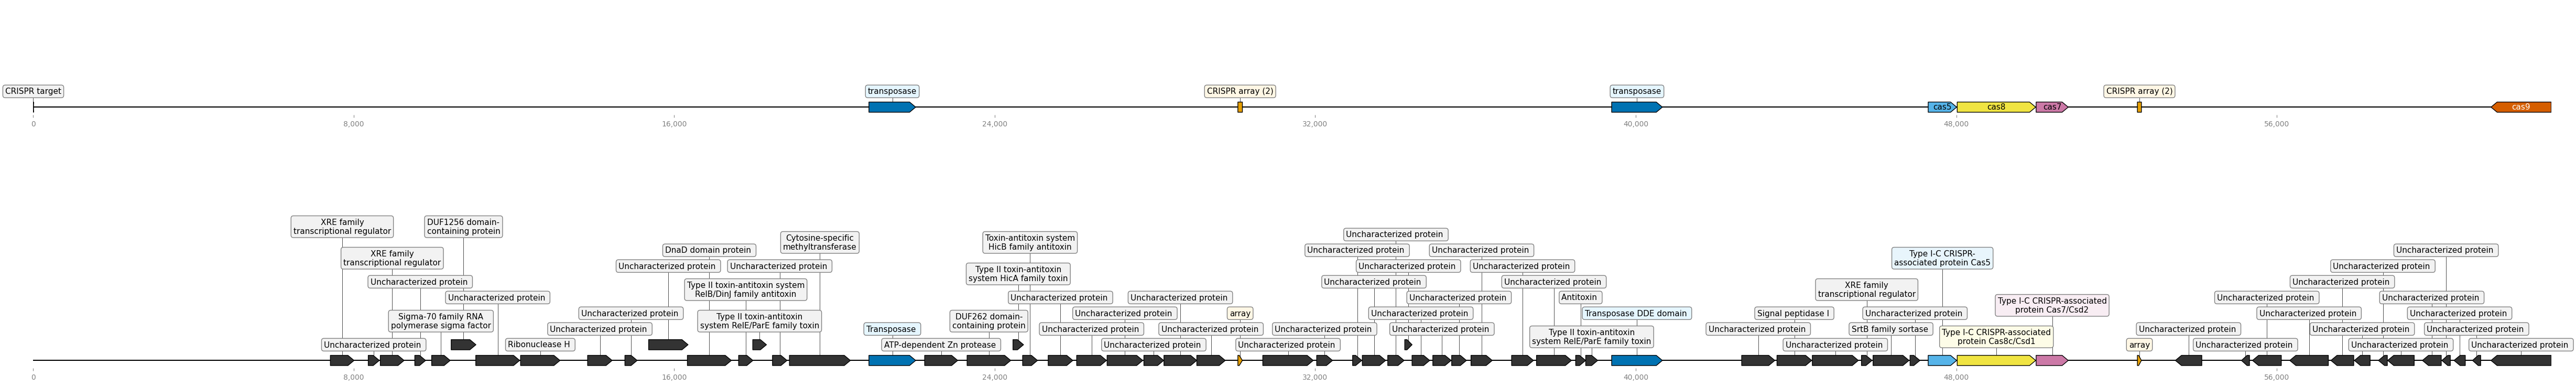 CRISPR target
transposase
CRISPR array (2)
transposase
CRISPR array (2)
cas5
cas8
cas7
cas9
0
8,000
16,000
24,000
32,000
40,000
48,000
56,000
XRE family
transcriptional regulator
DUF1256 domain-
containing protein
XRE family
transcriptional regulator
Uncharacterized protein
Uncharacterized protein
Sigma-70 family RNA
polymerase sigma factor
Uncharacterized protein
Ribonuclease H
Uncharacterized protein
Uncharacterized protein
Uncharacterized protein
DnaD domain protein
Uncharacterized protein
Cytosine-specific
methyltransferase
Type II toxin-antitoxin system
RelB/DinJ family antitoxin
Type II toxin-antitoxin
system RelE/ParE family toxin
Transposase
ATP-dependent Zn protease
DUF262 domain-
containing protein
Toxin-antitoxin system
HicB family antitoxin
Type II toxin-antitoxin
system HicA family toxin
Uncharacterized protein
Uncharacterized protein
Uncharacterized protein
Uncharacterized protein
Uncharacterized protein
Uncharacterized protein
array
Uncharacterized protein
Uncharacterized protein
Uncharacterized protein
Uncharacterized protein
Uncharacterized protein
Uncharacterized protein
Uncharacterized protein
Uncharacterized protein
Uncharacterized protein
Uncharacterized protein
Uncharacterized protein
Uncharacterized protein
Uncharacterized protein
Antitoxin
Type II toxin-antitoxin
system RelE/ParE family toxin
Transposase DDE domain
Uncharacterized protein
Signal peptidase I
Uncharacterized protein
XRE family
transcriptional regulator
SrtB family sortase
Uncharacterized protein
Type I-C CRISPR-
associated protein Cas5
Type I-C CRISPR-associated
protein Cas8c/Csd1
Type I-C CRISPR-associated
protein Cas7/Csd2
array
Uncharacterized protein
Uncharacterized protein
Uncharacterized protein
Uncharacterized protein
Uncharacterized protein
Uncharacterized protein
Uncharacterized protein
Uncharacterized protein
Uncharacterized protein
Uncharacterized protein
Uncharacterized protein
Uncharacterized protein
Uncharacterized protein
0
8,000
16,000
24,000
32,000
40,000
48,000
56,000